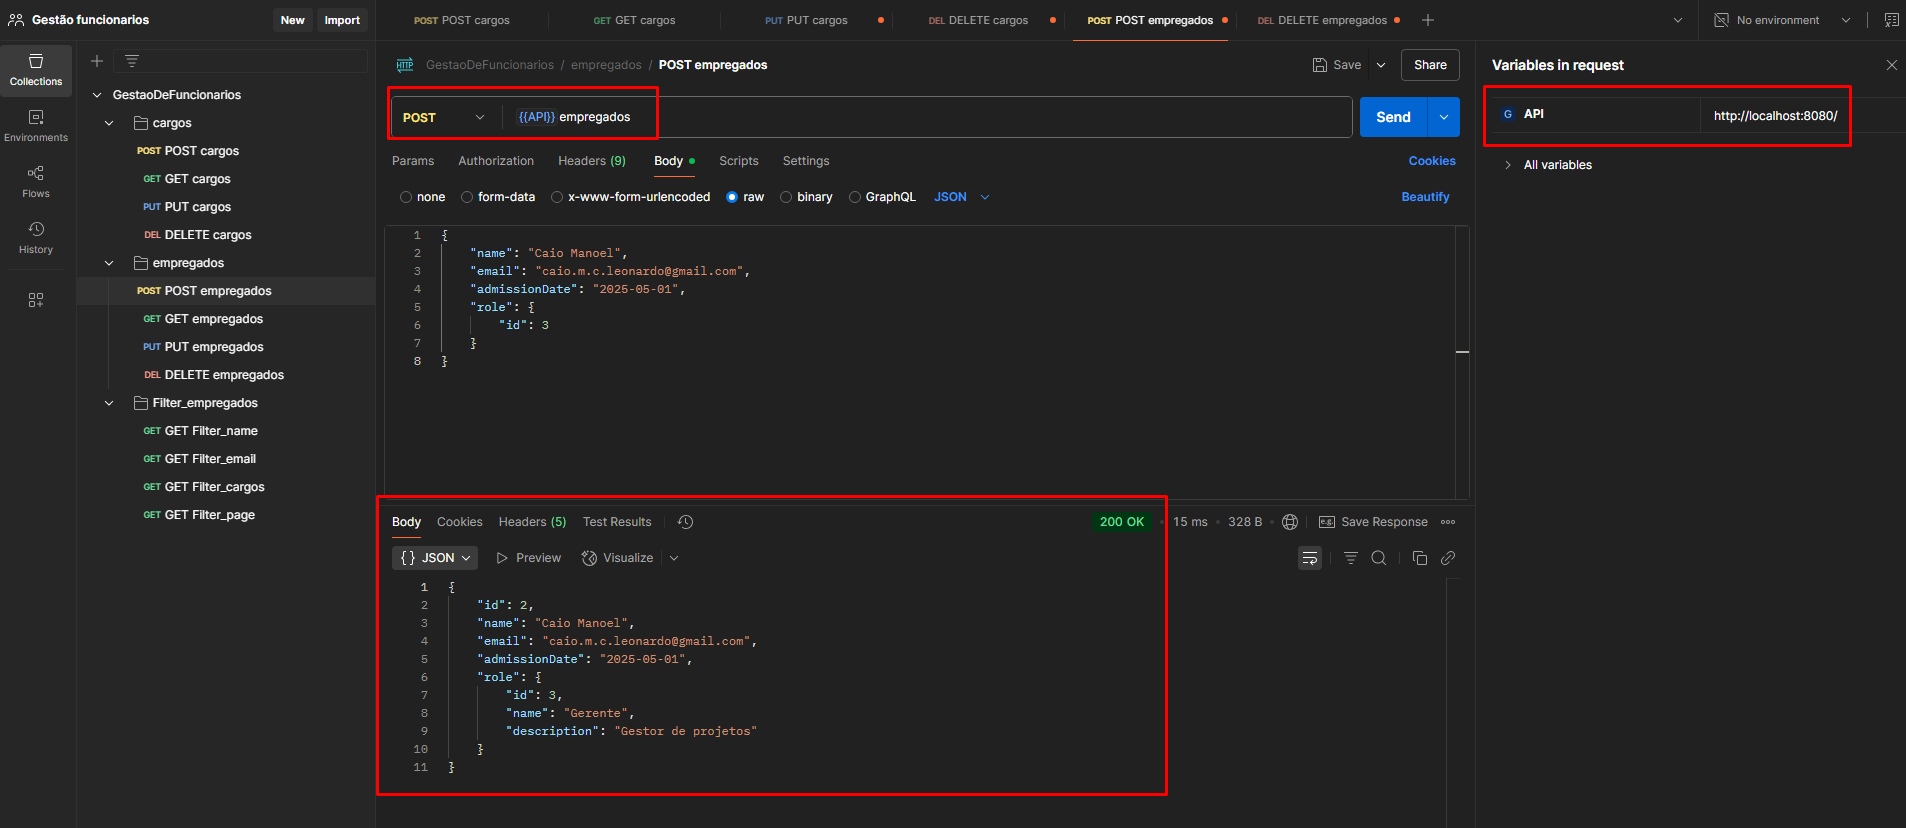 Gestão funcionarios
New
Import
POST POST cargos
GET GET cargos
PUT PUT cargos
DEL DELETE cargos
POST POST empregados
DEL DELETE empregados
No environment
Collections
Environments
Flows
History
GestaoDeFuncionarios
cargos
POST POST cargos
GET GET cargos
PUT PUT cargos
DEL DELETE cargos
empregados
POST POST empregados
GET GET empregados
PUT PUT empregados
DEL DELETE empregados
Filter_empregados
GET GET Filter_name
GET GET Filter_email
GET GET Filter_cargos
GET GET Filter_page
HTTP GestaoDeFuncionarios / empregados / POST empregados
Save
Share
POST {{API}} empregados
Send
Params Authorization Headers (9) Body Scripts Settings
Cookies
none form-data x-www-form-urlencoded raw binary GraphQL JSON
Beautify
1 {
2 "name": "Caio Manoel",
3 "email": "caio.m.c.leonardo@gmail.com",
4 "admissionDate": "2025-05-01",
5 "role": {
6 "id": 3
7 }
8 }
Body Cookies Headers (5) Test Results
200 OK • 15 ms • 328 B
e.g. Save Response
{} JSON Preview Visualize
1 {
2 "id": 2,
3 "name": "Caio Manoel",
4 "email": "caio.m.c.leonardo@gmail.com",
5 "admissionDate": "2025-05-01",
6 "role": {
7 "id": 3,
8 "name": "Gerente",
9 "description": "Gestor de projetos"
10 }
11 }
Variables in request
G API http://localhost:8080/
All variables